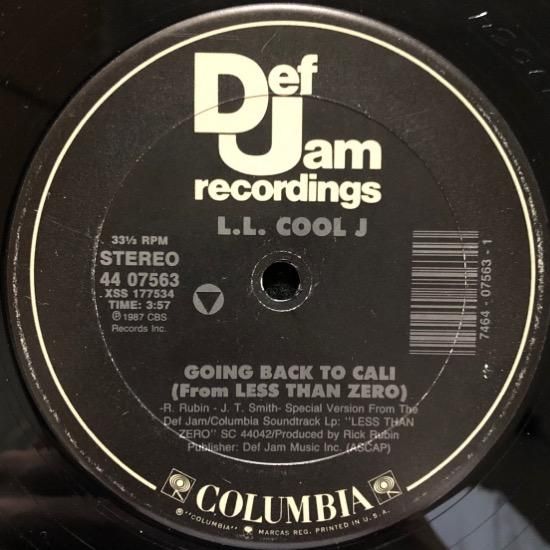 Def
Jam
recordings
L.L. COOL J
33⅓ RPM
STEREO
44 07563
XSS 177534
TIME: 3:57
℗ 1987 CBS
Records Inc.
7464-07563-1
GOING BACK TO CALI
(From LESS THAN ZERO)
-R. Rubin - J. T. Smith- Special Version From The
Def Jam/Columbia Soundtrack Lp: "LESS THAN
ZERO" SC 44042/Produced by Rick Rubin
Publisher: Def Jam Music Inc. (ASCAP)
COLUMBIA
® "COLUMBIA" MARCAS REG. PRINTED IN U.S.A.